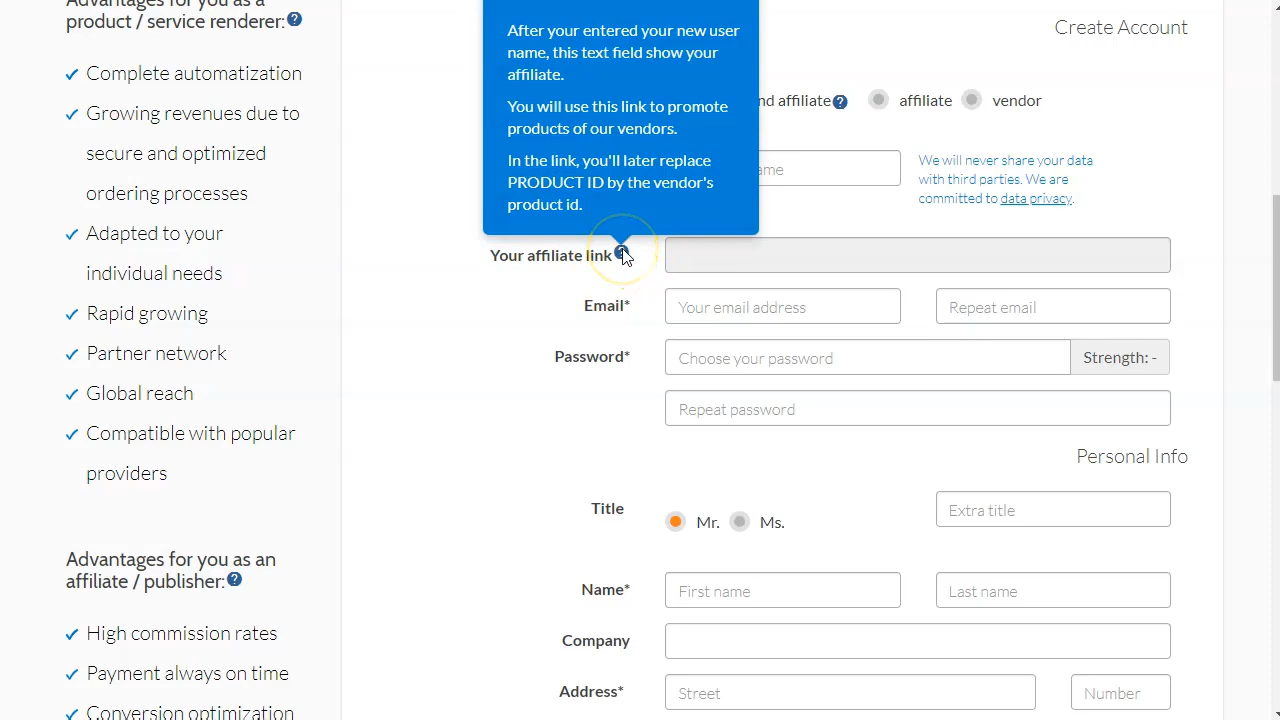 Advantages for you as a
product / service renderer:
Complete automatization
Growing revenues due to
secure and optimized
ordering processes
Adapted to your
individual needs
Rapid growing
Partner network
Global reach
Compatible with popular
providers
Advantages for you as an
affiliate / publisher:
High commission rates
Payment always on time
Conversion optimization
After your entered your new user
name, this text field show your
affiliate.
You will use this link to promote
products of our vendors.
In the link, you'll later replace
PRODUCT ID by the vendor's
product id.
Create Account
affiliate affiliate vendor
We will never share your data
with third parties. We are
committed to data privacy.
Your affiliate link
Email* Your email address Repeat email
Password* Choose your password Strength: -
Repeat password
Personal Info
Title Mr. Ms. Extra title
Name* First name Last name
Company
Address* Street Number